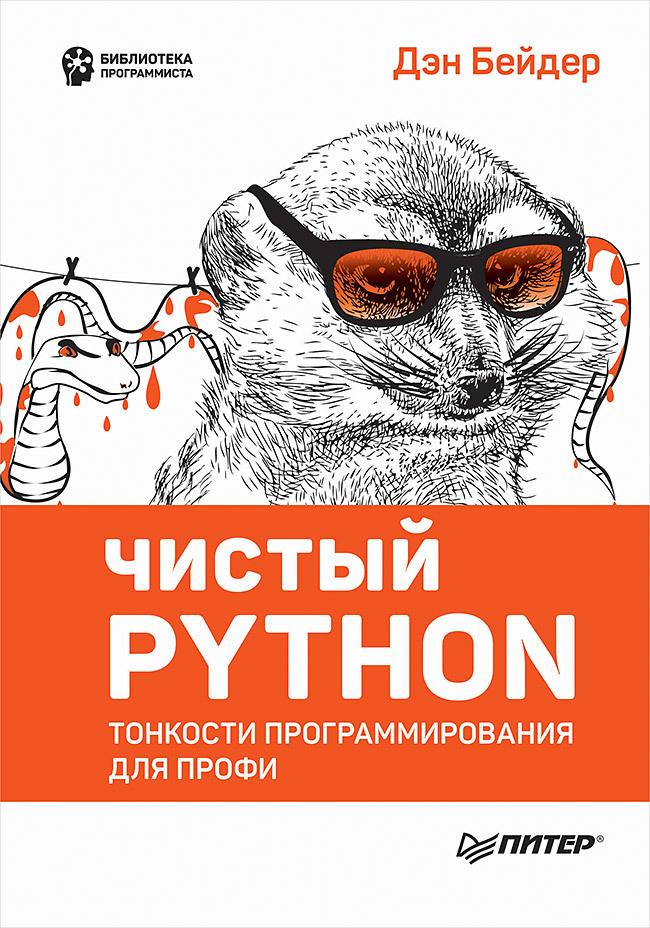 БИБЛИОТЕКА
ПРОГРАММИСТА
Дэн Бейдер
ЧИСТЫЙ
PYTHON
ТОНКОСТИ ПРОГРАММИРОВАНИЯ
ДЛЯ ПРОФИ
ПИТЕР®